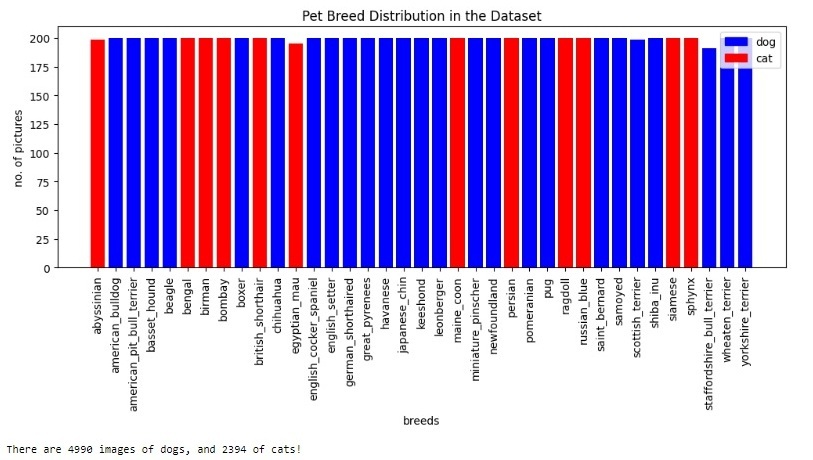 Pet Breed Distribution in the Dataset
dog
cat
no. of pictures
200
175
150
125
100
75
50
25
0
abyssinian
american_bulldog
american_pit_bull_terrier
basset_hound
beagle
bengal
birman
bombay
boxer
british_shorthair
chihuahua
egyptian_mau
english_cocker_spaniel
english_setter
german_shorthaired
great_pyrenees
havanese
japanese_chin
keeshond
leonberger
maine_coon
miniature_pinscher
newfoundland
persian
pomeranian
pug
ragdoll
russian_blue
saint_bernard
samoyed
scottish_terrier
shiba_inu
siamese
sphynx
staffordshire_bull_terrier
wheaten_terrier
yorkshire_terrier
breeds
There are 4990 images of dogs, and 2394 of cats!